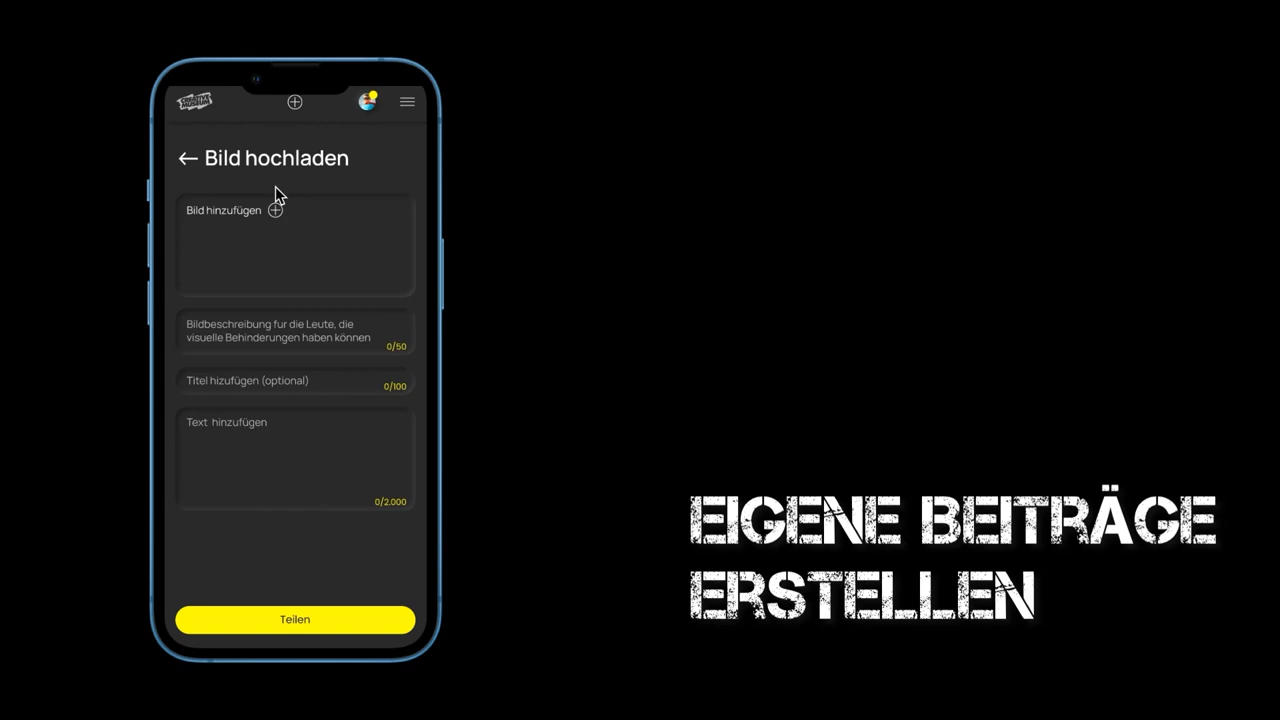 Bild hochladen
Bild hinzufügen
Bildbeschreibung fur die Leute, die
visuelle Behinderungen haben können
0/50
Titel hizufügen (optional)
0/100
Text hinzufügen
0/2.000
Teilen
EIGENE BEITRÄGE
ERSTELLEN